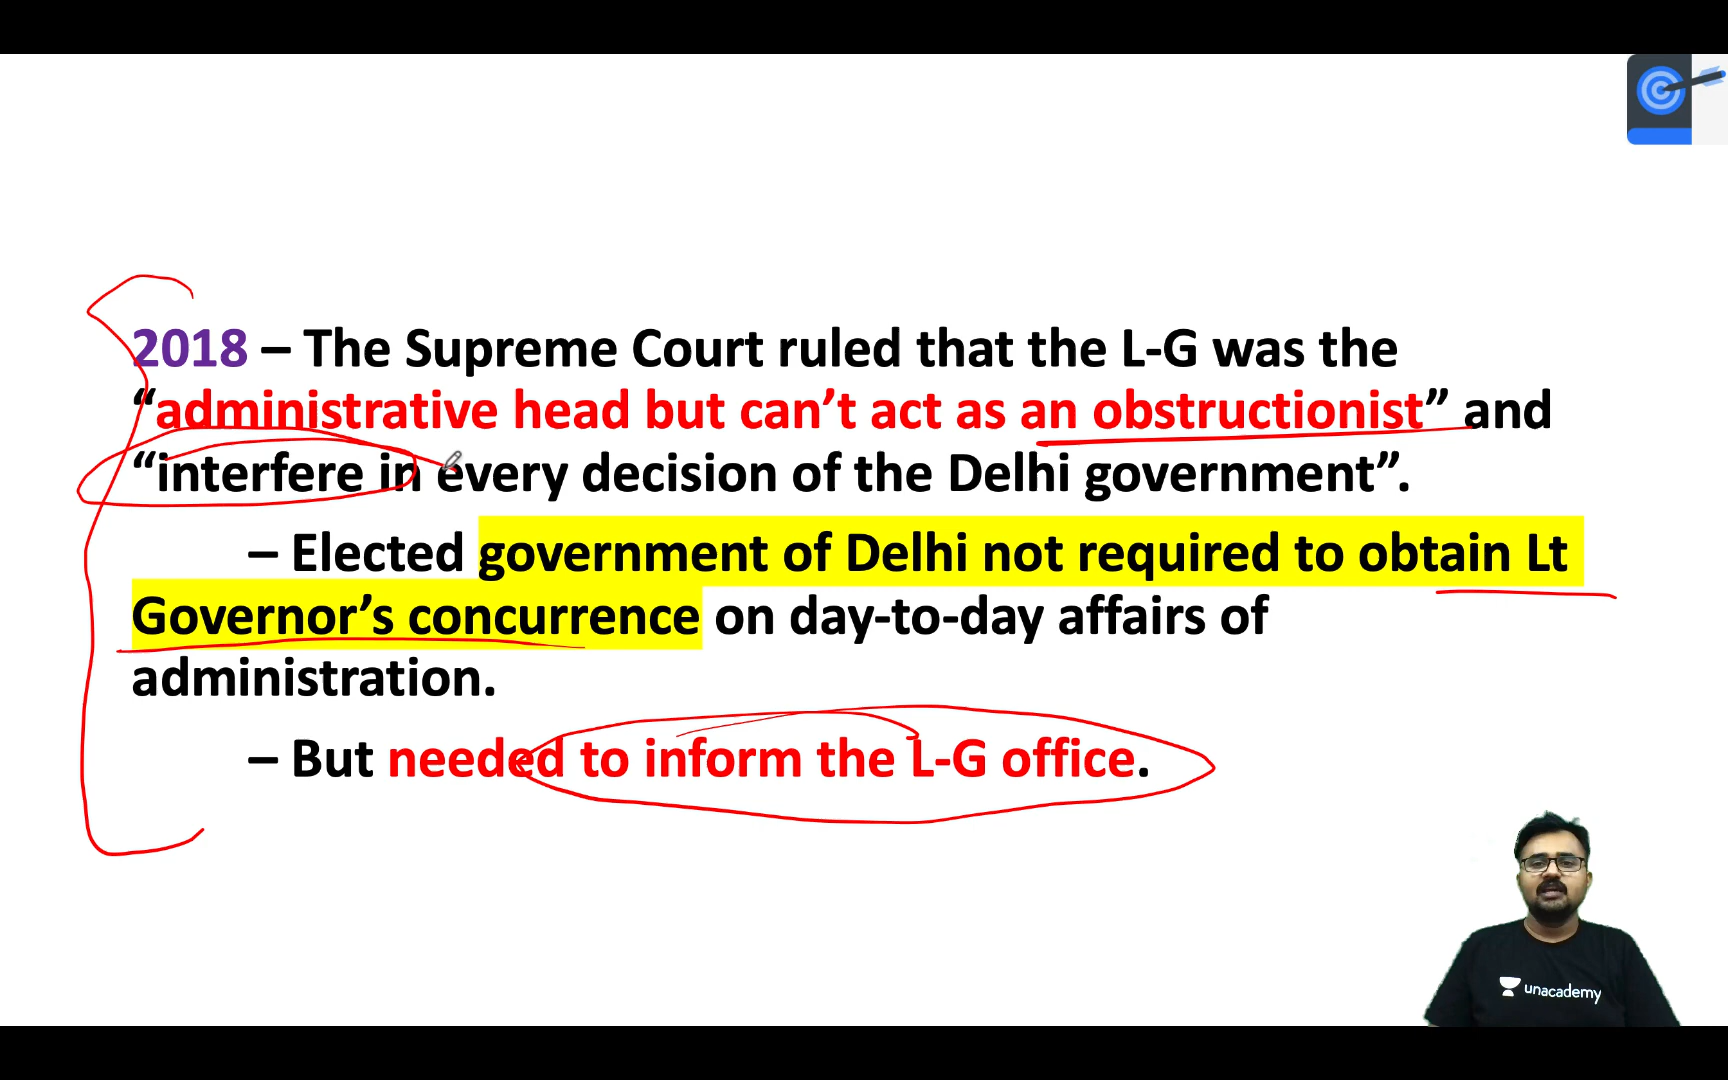 2018 – The Supreme Court ruled that the L-G was the
“administrative head but can’t act as an obstructionist” and
“interfere in every decision of the Delhi government”.
– Elected government of Delhi not required to obtain Lt
Governor’s concurrence on day-to-day affairs of
administration.
– But needed to inform the L-G office.
unacademy